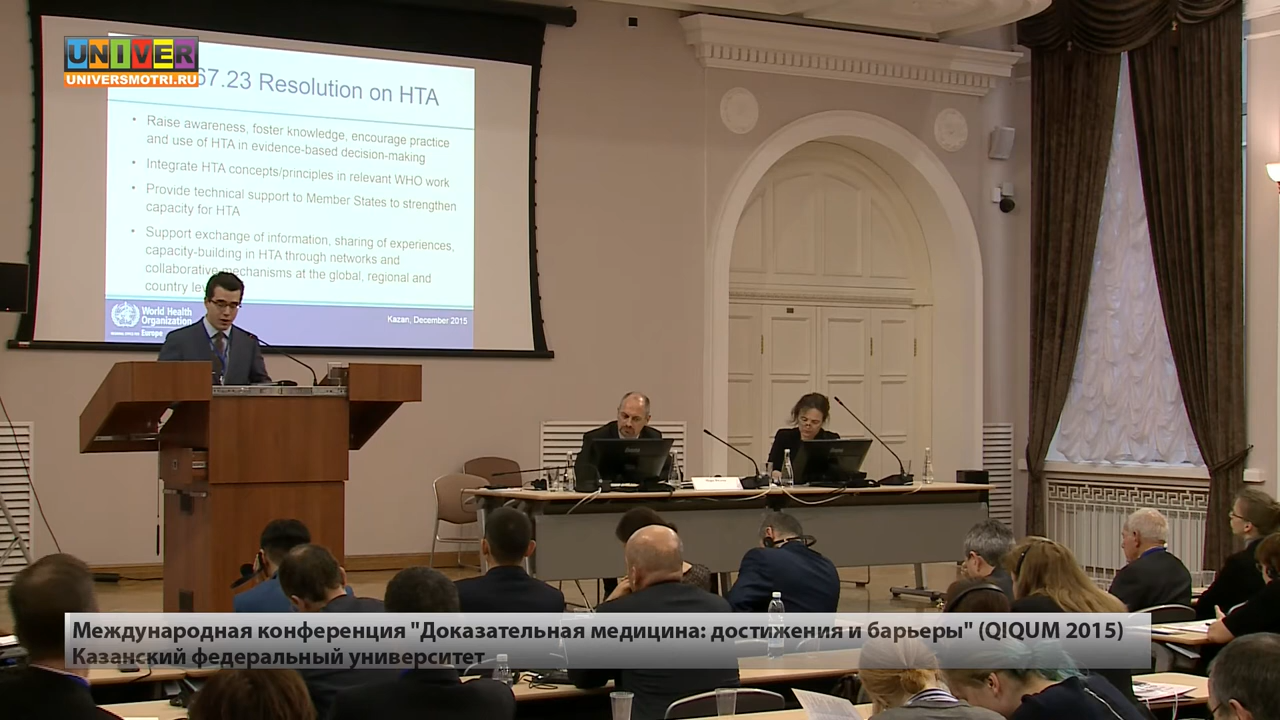 UNIVER
UNIVERSMOTRI.RU
67.23 Resolution on HTA
• Raise awareness, foster knowledge, encourage practice
and use of HTA in evidence-based decision-making
• Integrate HTA concepts/principles in relevant WHO work
• Provide technical support to Member States to strengthen
capacity for HTA
• Support exchange of information, sharing of experiences,
capacity-building in HTA through networks and
collaborative mechanisms at the global, regional and
country
World Health
Organization
Europe
Kazan, December 2015
Международная конференция "Доказательная медицина: достижения и барьеры" (QIQUM 2015)
Казанский федеральный университет